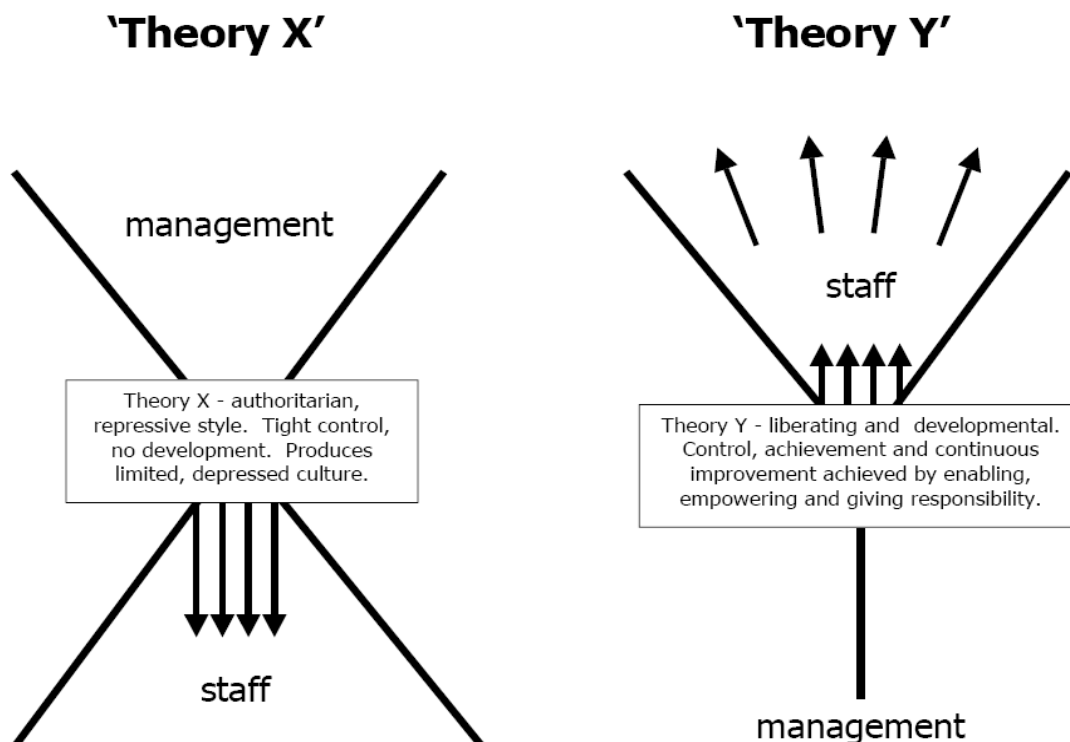 ‘Theory X’
management
Theory X - authoritarian,
repressive style. Tight control,
no development. Produces
limited, depressed culture.
staff
‘Theory Y’
staff
Theory Y - liberating and developmental.
Control, achievement and continuous
improvement achieved by enabling,
empowering and giving responsibility.
management